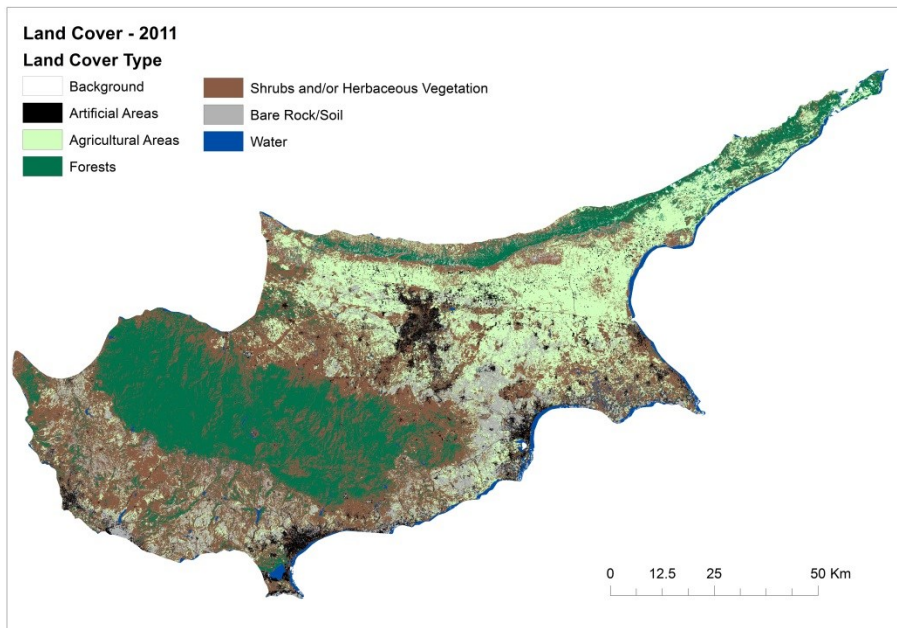 Land Cover - 2011
Land Cover Type
Background
Artificial Areas
Agricultural Areas
Forests
Shrubs and/or Herbaceous Vegetation
Bare Rock/Soil
Water
0 12.5 25 50 Km